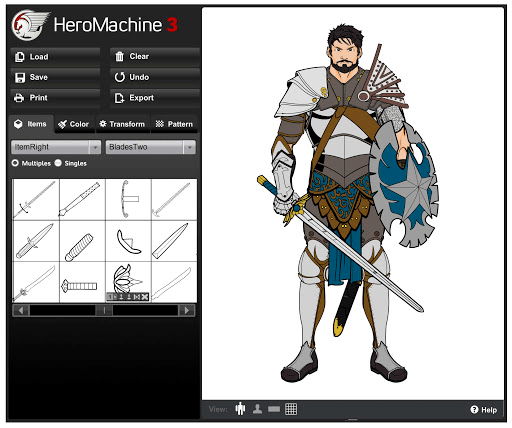 HeroMachine 3
Load
Clear
Save
Undo
Print
Export
Items
Color
Transform
Pattern
ItemRight
BladesTwo
Multiples
Singles
View:
Help